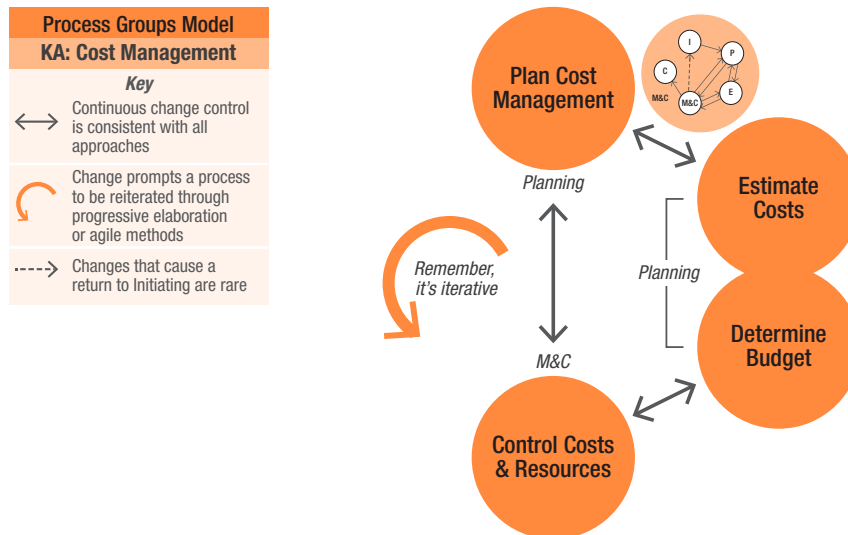 Process Groups Model
KA: Cost Management
Key
Continuous change control
is consistent with all
approaches
Change prompts a process
to be reiterated through
progressive elaboration
or agile methods
Changes that cause a
return to Initiating are rare
Plan Cost
Management
I
P
C
E
M&C
M&C
Planning
Estimate
Costs
Remember,
it's iterative
Planning
Determine
Budget
M&C
Control Costs
& Resources